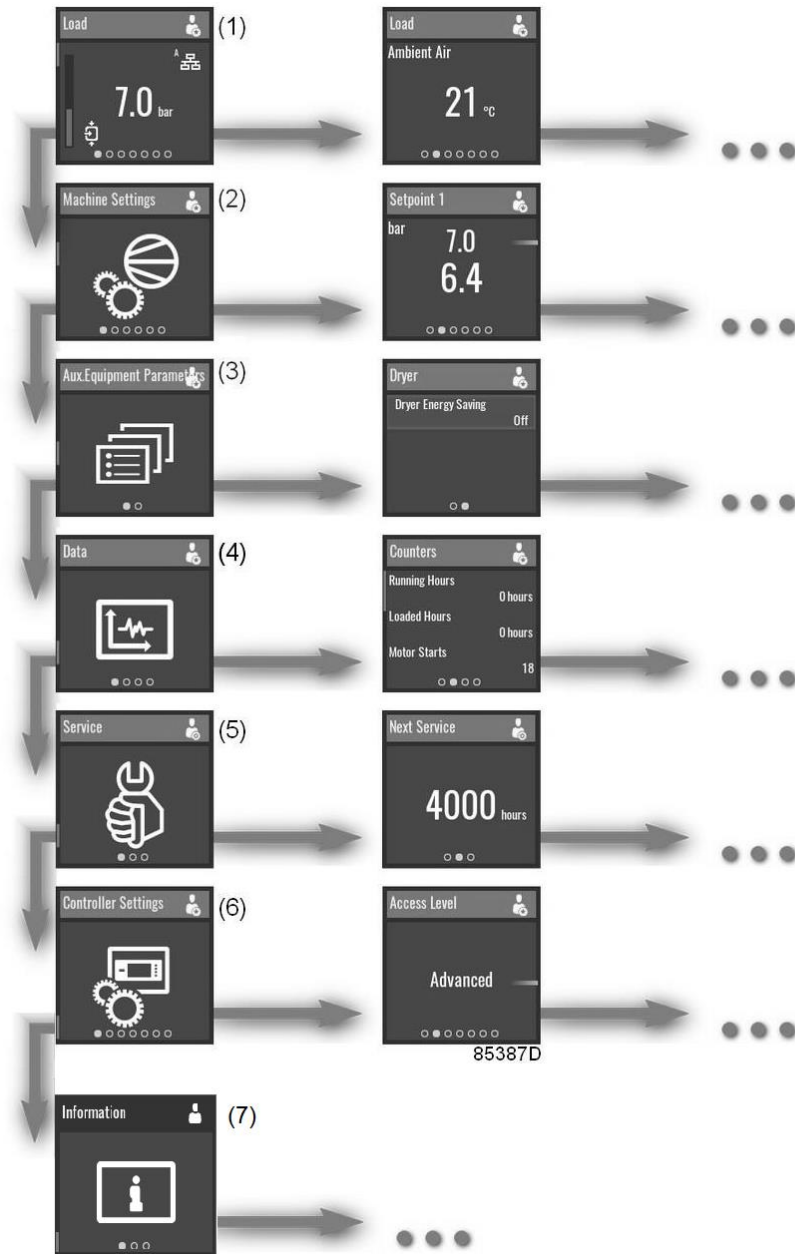 Load
(1)
A
7.0 bar
Load
Ambient Air
21 °C
Machine Settings
(2)
Setpoint 1
bar
7.0
6.4
Aux.Equipment Parameters
(3)
Dryer
Dryer Energy Saving
Off
Data
(4)
Counters
Running Hours
0 hours
Loaded Hours
0 hours
Motor Starts
18
Service
(5)
Next Service
4000 hours
Controller Settings
(6)
Access Level
Advanced
85387D
Information
(7)